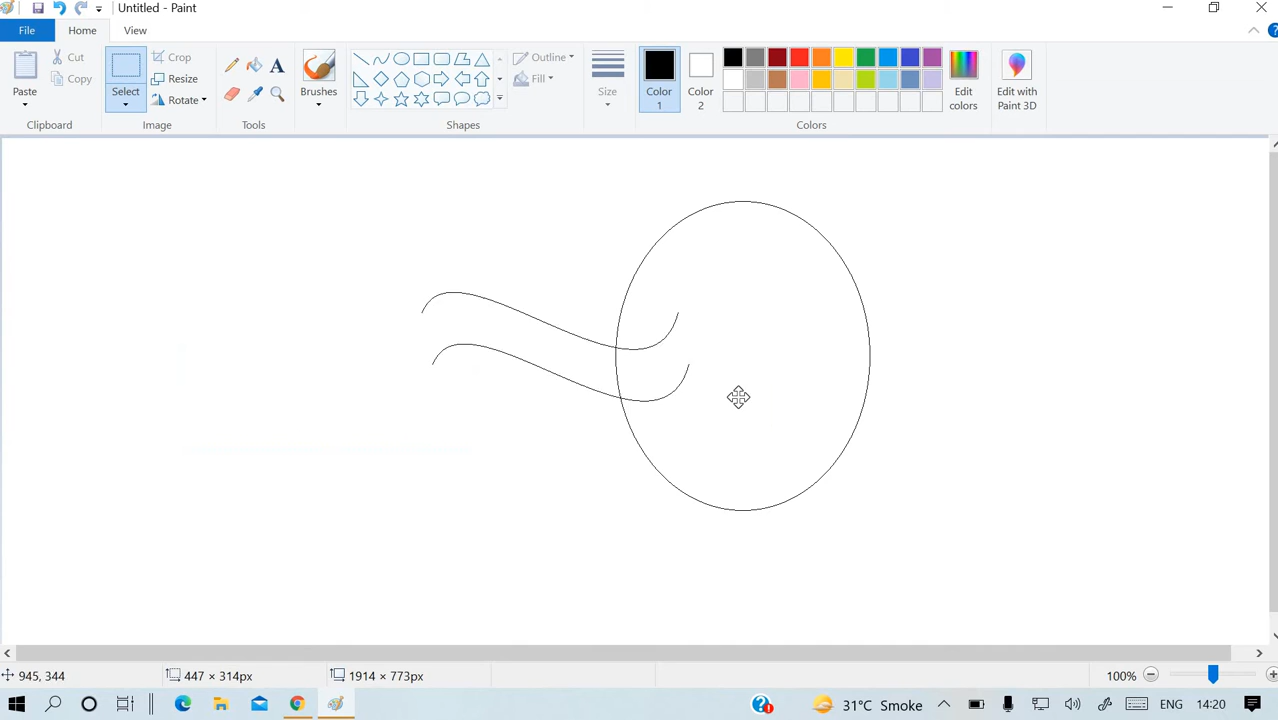 Untitled - Paint
File Home View
Paste
Cut
Copy
Clipboard
Select
Crop
Resize
Rotate
Image
Tools
Brushes
Outline
Fill
Shapes
Size
Color 1
Color 2
Edit colors
Colors
Edit with Paint 3D
945, 344
447 × 314px
1914 × 773px
100%
31°C Smoke
ENG
14:20